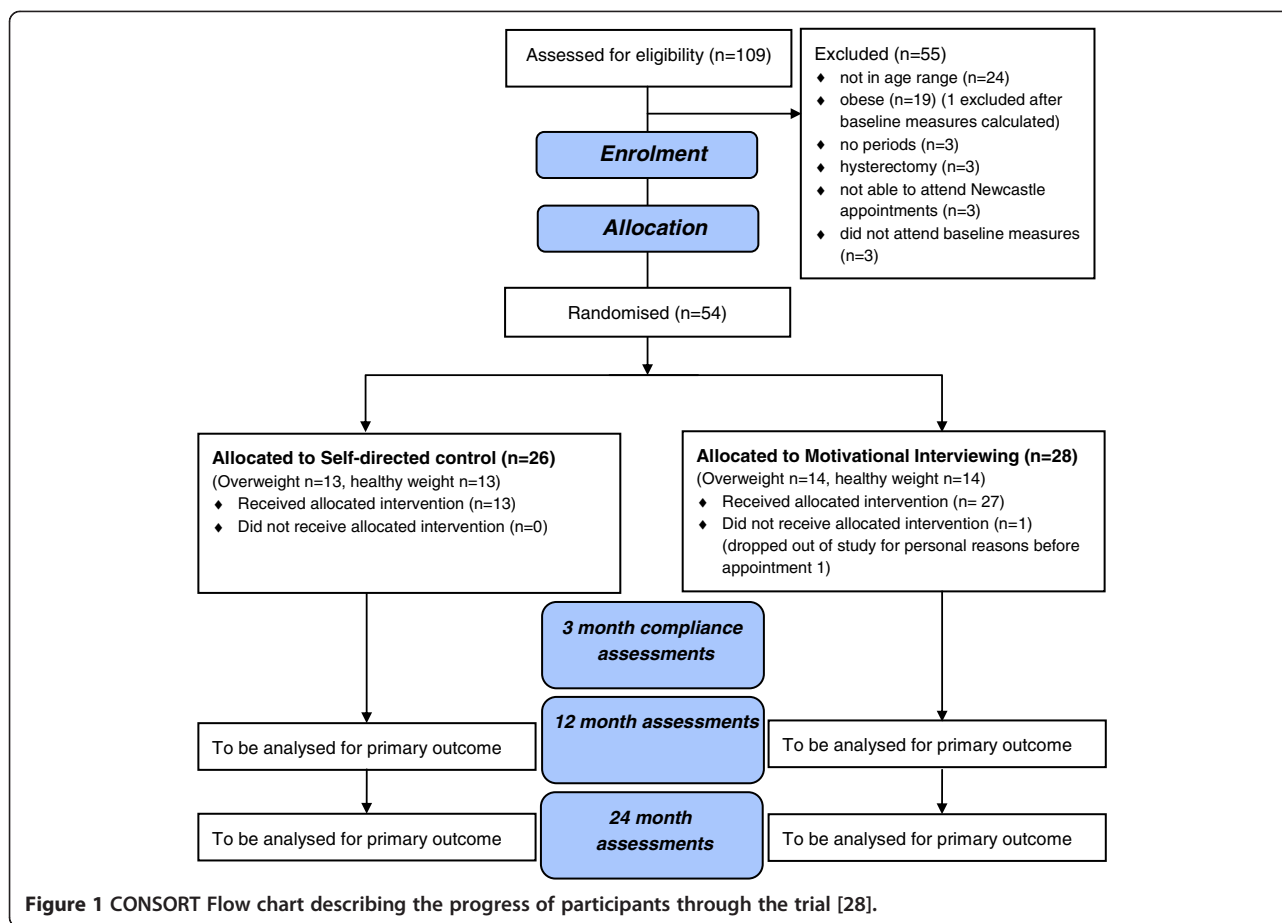 Assessed for eligibility (n=109)
Excluded (n=55)
♦ not in age range (n=24)
♦ obese (n=19) (1 excluded after
baseline measures calculated)
♦ no periods (n=3)
♦ hysterectomy (n=3)
♦ not able to attend Newcastle
appointments (n=3)
♦ did not attend baseline measures
(n=3)
Enrolment
Allocation
Randomised (n=54)
Allocated to Self-directed control (n=26)
(Overweight n=13, healthy weight n=13)
♦ Received allocated intervention (n=13)
♦ Did not receive allocated intervention (n=0)
Allocated to Motivational Interviewing (n=28)
(Overweight n=14, healthy weight n=14)
♦ Received allocated intervention (n= 27)
♦ Did not receive allocated intervention (n=1)
(dropped out of study for personal reasons before
appointment 1)
3 month compliance
assessments
12 month assessments
To be analysed for primary outcome
To be analysed for primary outcome
24 month
assessments
To be analysed for primary outcome
To be analysed for primary outcome
Figure 1 CONSORT Flow chart describing the progress of participants through the trial [28].